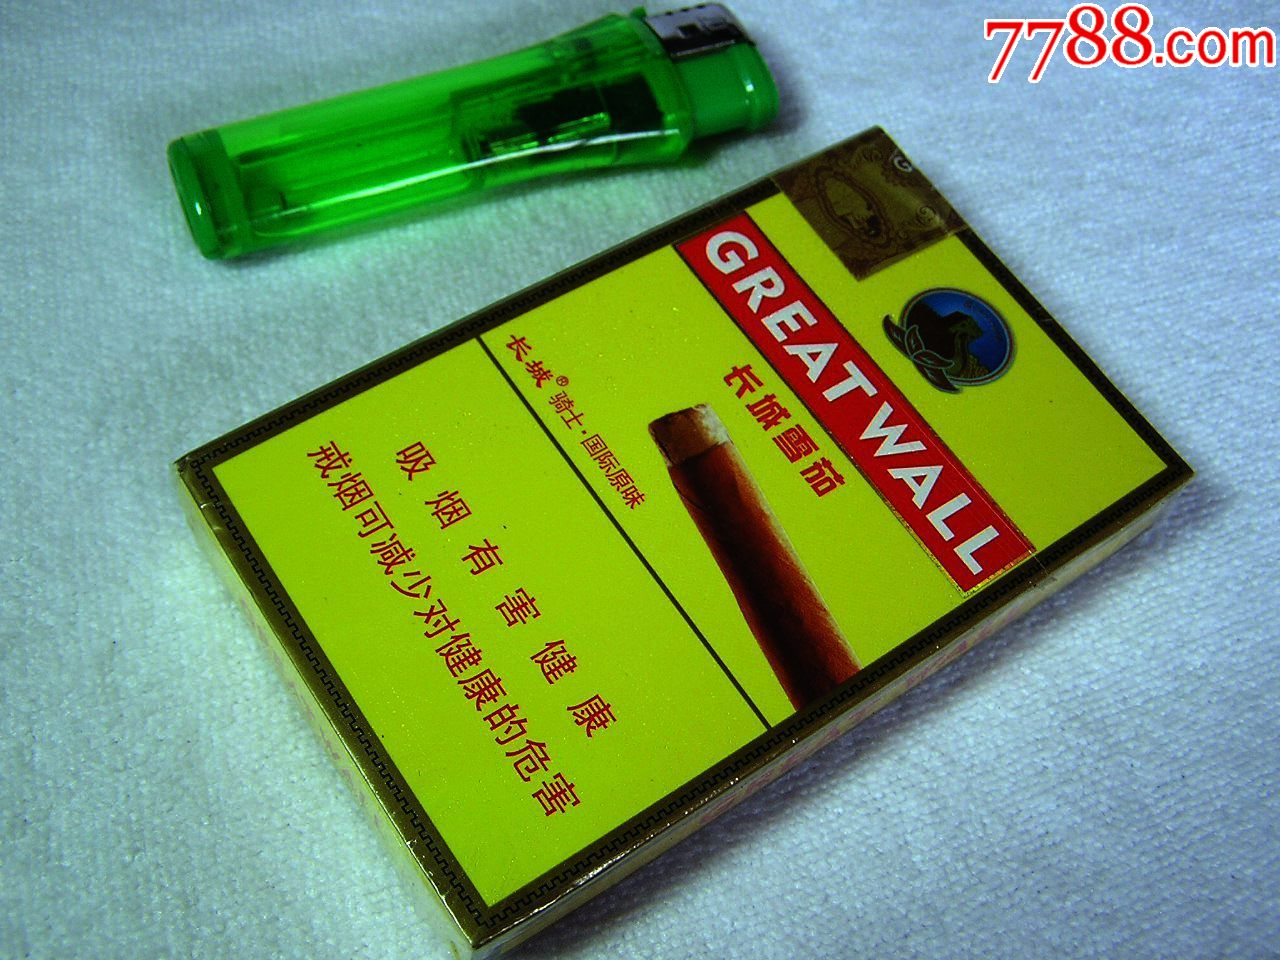 7788.com
GREAT WALL
长城雪茄
长城® 骑士·国际原味
吸烟有害健康
戒烟可减少对健康的危害